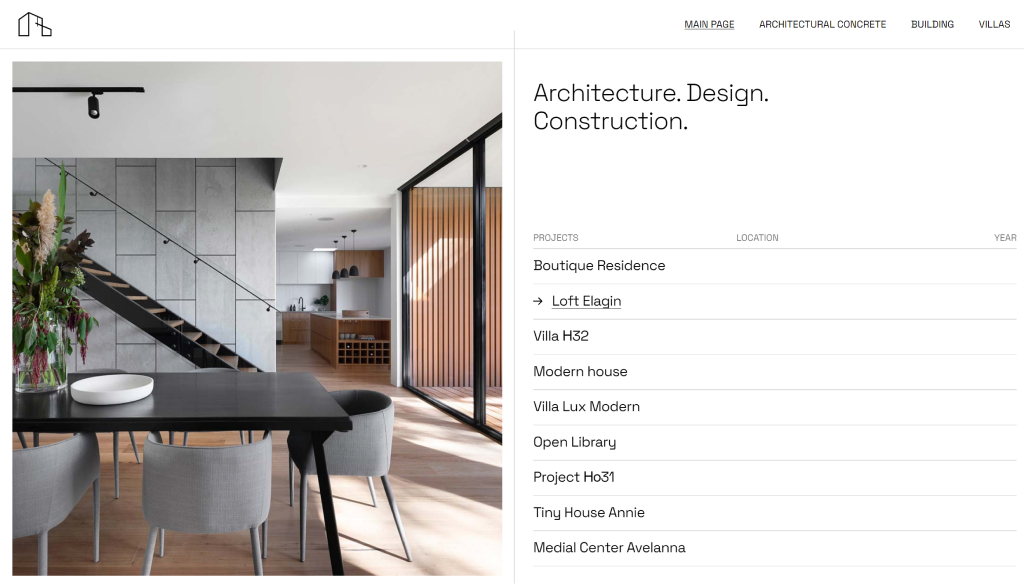 MAIN PAGE
ARCHITECTURAL CONCRETE
BUILDING
VILLAS
Architecture. Design.
Construction.
PROJECTS
LOCATION
YEAR
Boutique Residence
→ Loft Elagin
Villa H32
Modern house
Villa Lux Modern
Open Library
Project Ho31
Tiny House Annie
Medial Center Avelanna